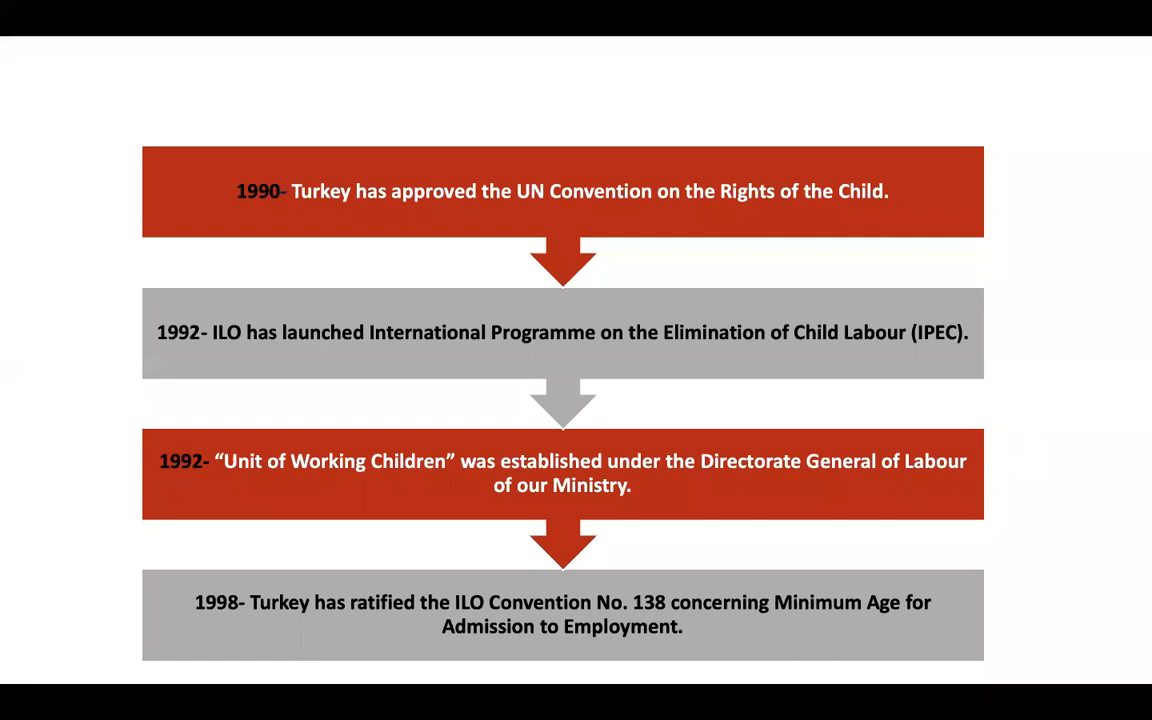 1990- Turkey has approved the UN Convention on the Rights of the Child.
1992- ILO has launched International Programme on the Elimination of Child Labour (IPEC).
1992- “Unit of Working Children” was established under the Directorate General of Labour
of our Ministry.
1998- Turkey has ratified the ILO Convention No. 138 concerning Minimum Age for
Admission to Employment.